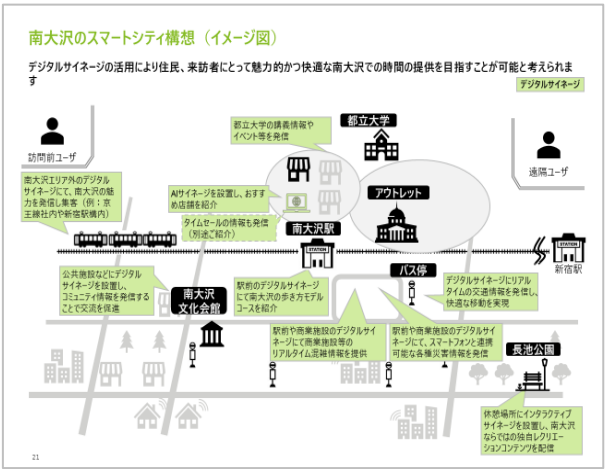 南大沢のスマートシティ構想（イメージ図）
デジタルサイネージの活用により住民、来訪者にとって魅力的かつ快適な南大沢での時間の提供を目指すことが可能と考えられま
す
デジタルサイネージ
訪問前ユーザ
都立大学の講義情報や
イベント等を発信
都立大学
遠隔ユーザ
南大沢エリア外のデジタル
サイネージにて、南大沢の魅
力を発信し集客（例：京
王線社内や新宿駅構内）
AIサイネージを設置し、おすす
め店舗を紹介
アウトレット
タイムセールの情報も発信
（別途ご紹介）
南大沢駅
STATION
STATION
新宿駅
公共施設などにデジタル
サイネージを設置し、
コミュニティ情報を発信する
ことで交流を促進
南大沢
文化会館
駅前のデジタルサイネージ
にて南大沢の歩き方モデル
コースを紹介
バス停
デジタルサイネージにリアル
タイムの交通情報を発信し、
快適な移動を実現
駅前や商業施設のデジタルサイ
ネージにて商業施設等の
リアルタイム混雑情報を提供
駅前や商業施設のデジタルサイ
ネージにて、スマートフォンと連携
可能な各種災害情報を発信
長池公園
休憩場所にインタラクティブ
サイネージを設置し、南大沢
ならではの独自レクリエー
ションコンテンツを配信
21